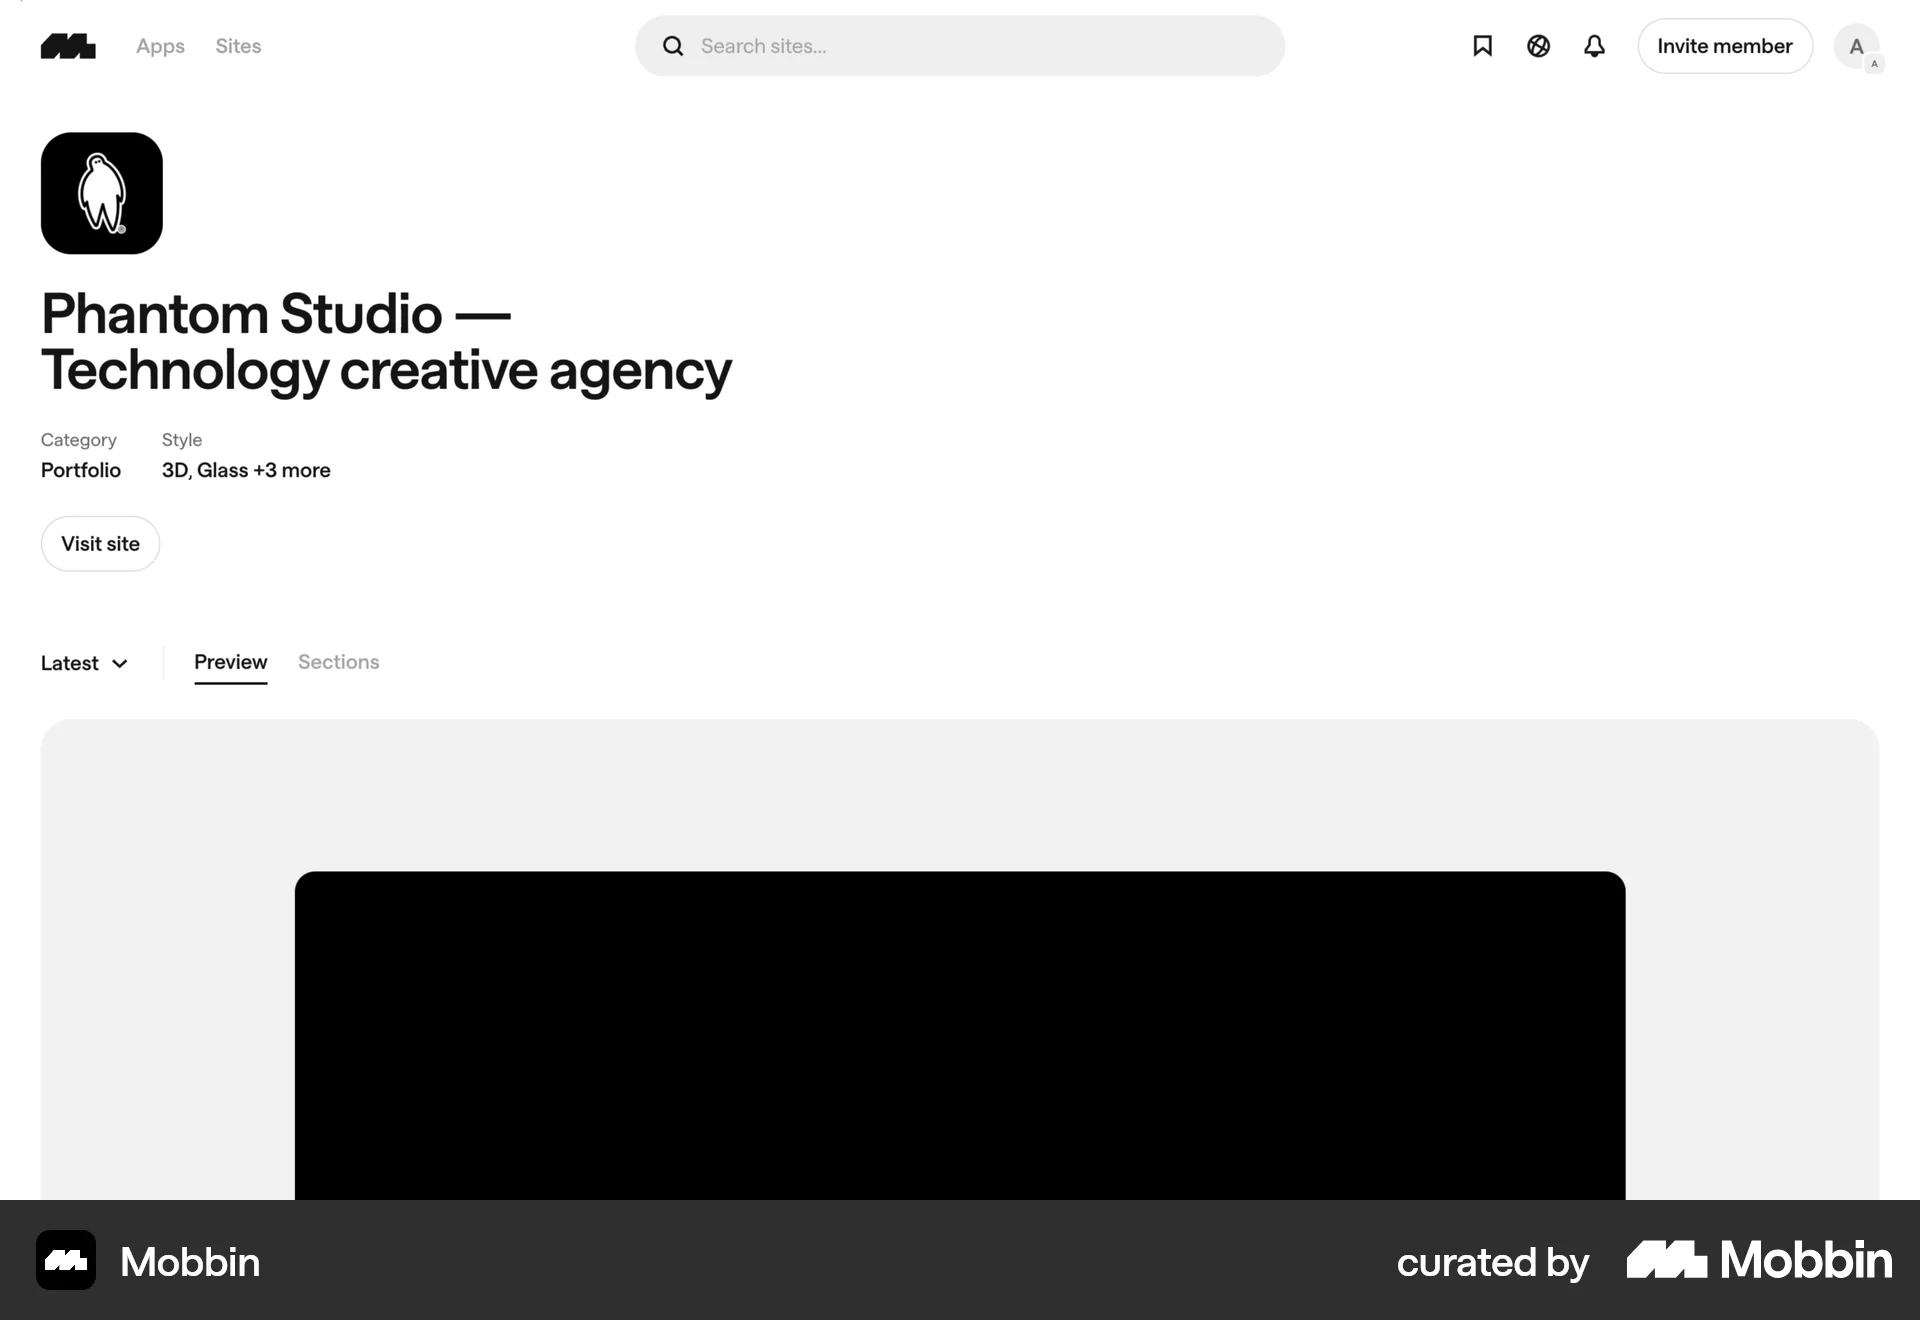 Apps Sites Search sites... Invite member A A
Phantom Studio —
Technology creative agency
Category Style
Portfolio 3D, Glass +3 more
Visit site
Latest Preview Sections
Mobbin curated by Mobbin